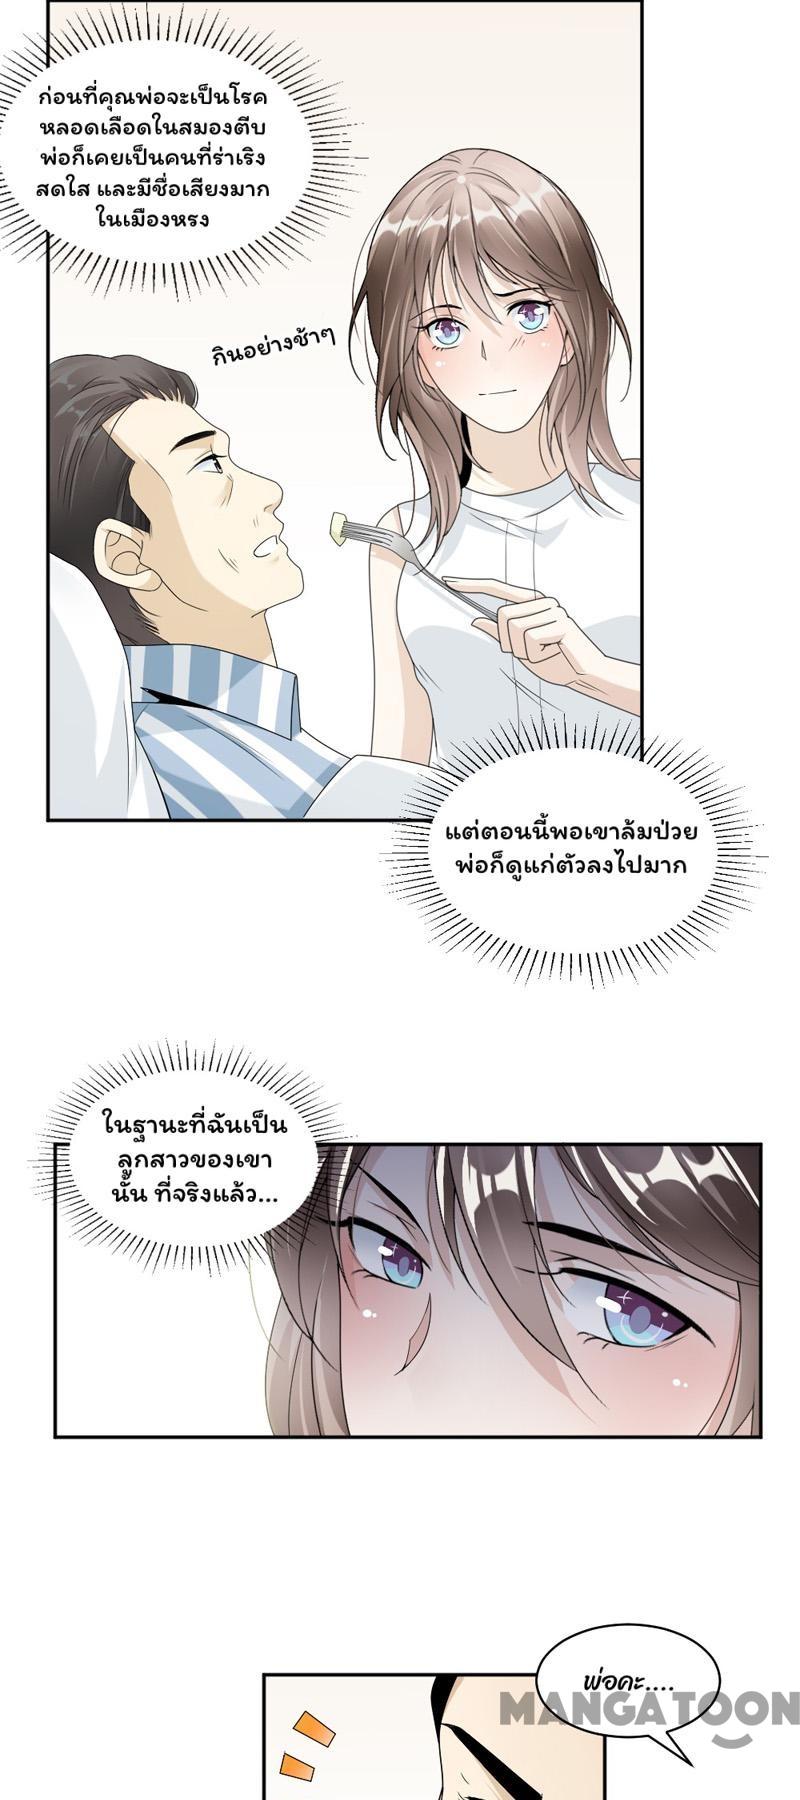 ก่อนที่คุณพ่อจะเป็นโรค
หลอดเลือดในสมองตีบ
พ่อก็เคยเป็นคนที่ร่าเริง
สดใส และมีชื่อเสียงมาก
ในเมืองหรง
กินอย่างช้าๆ
แต่ตอนนี้พอเขาล้มป่วย
พ่อก็ดูแก่ตัวลงไปมาก
ในฐานะที่ฉันเป็น
ลูกสาวของเขา
นั้น ที่จริงแล้ว...
พ่อคะ....
MANGATOON